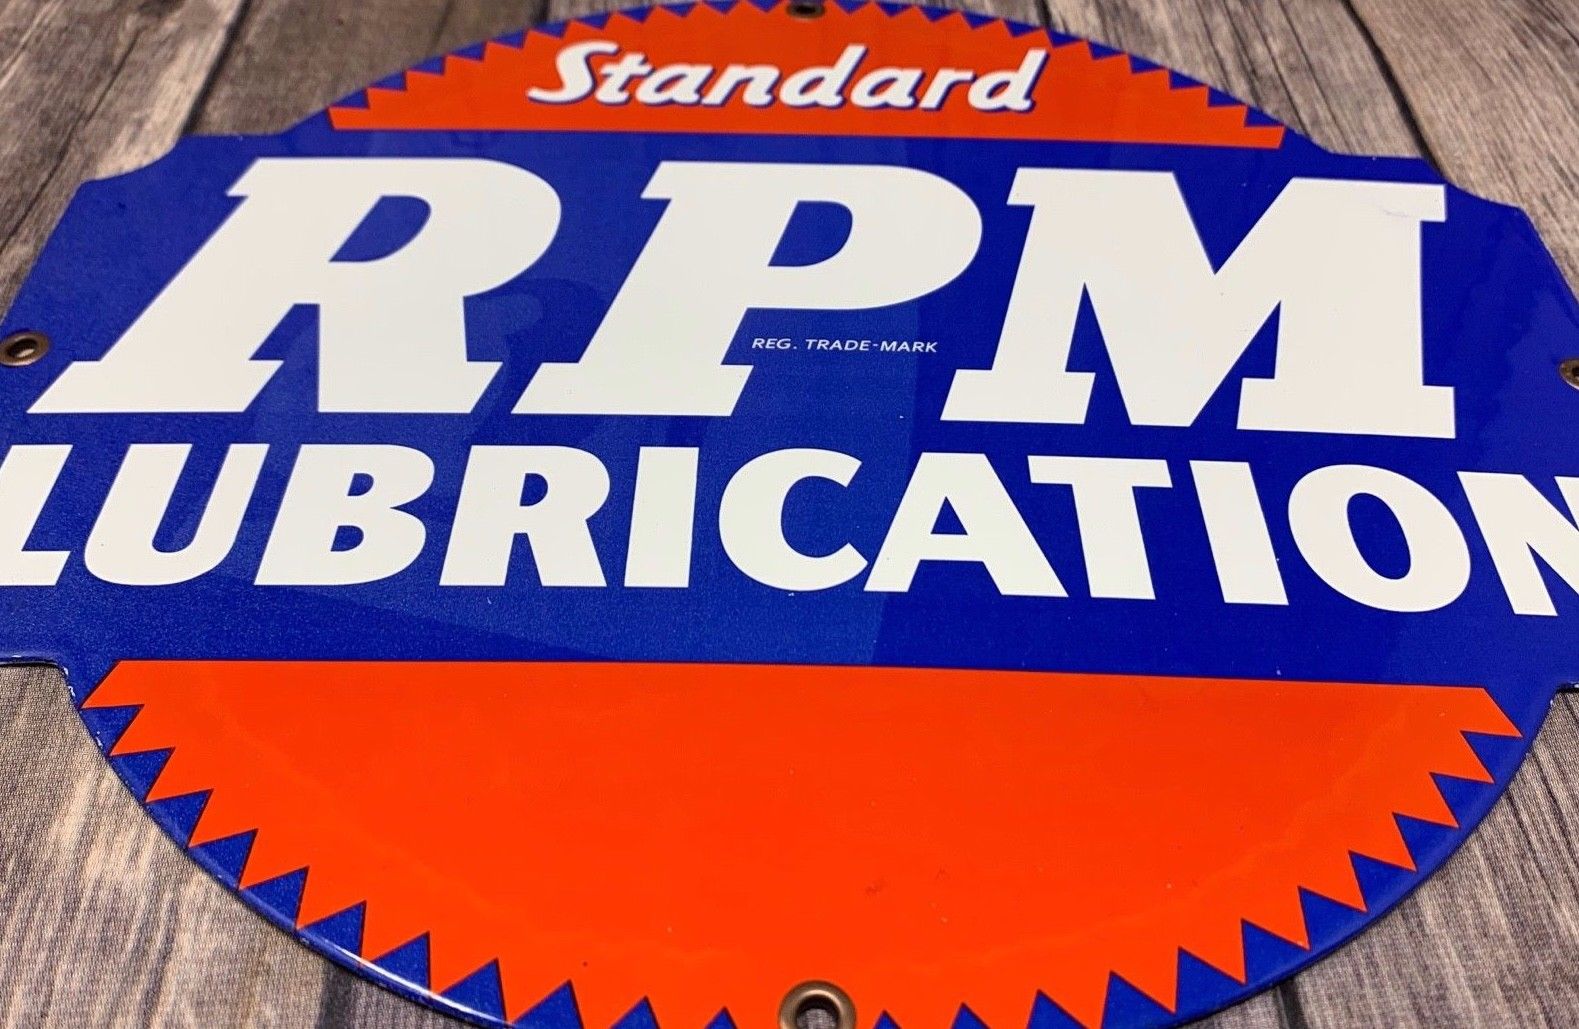 Standard
RPM
REG. TRADE-MARK
LUBRICATION